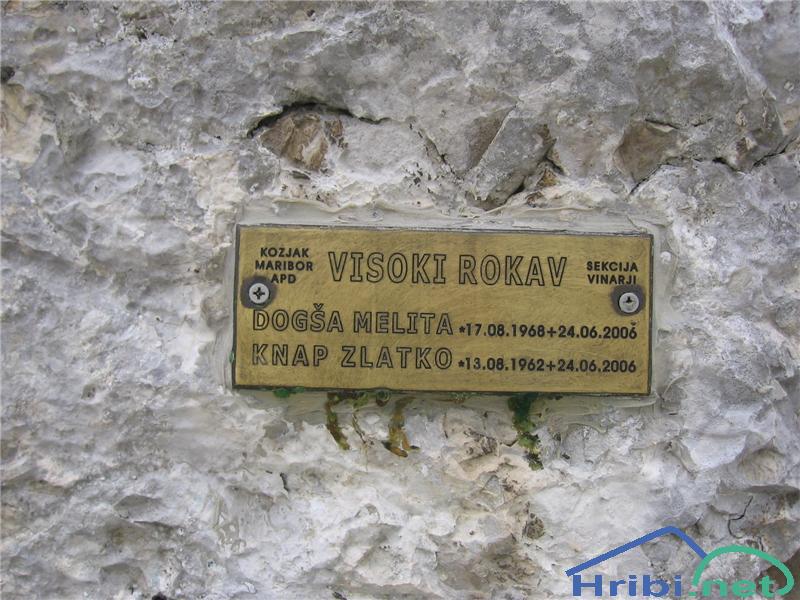 KOZJAK
MARIBOR
APD
VISOKI ROKAV
SEKCIJA
VINARJI
DOGŠA MELITA *17.08.1968+24.06.2006
KNAP ZLATKO *13.08.1962+24.06.2006
Hribi.net